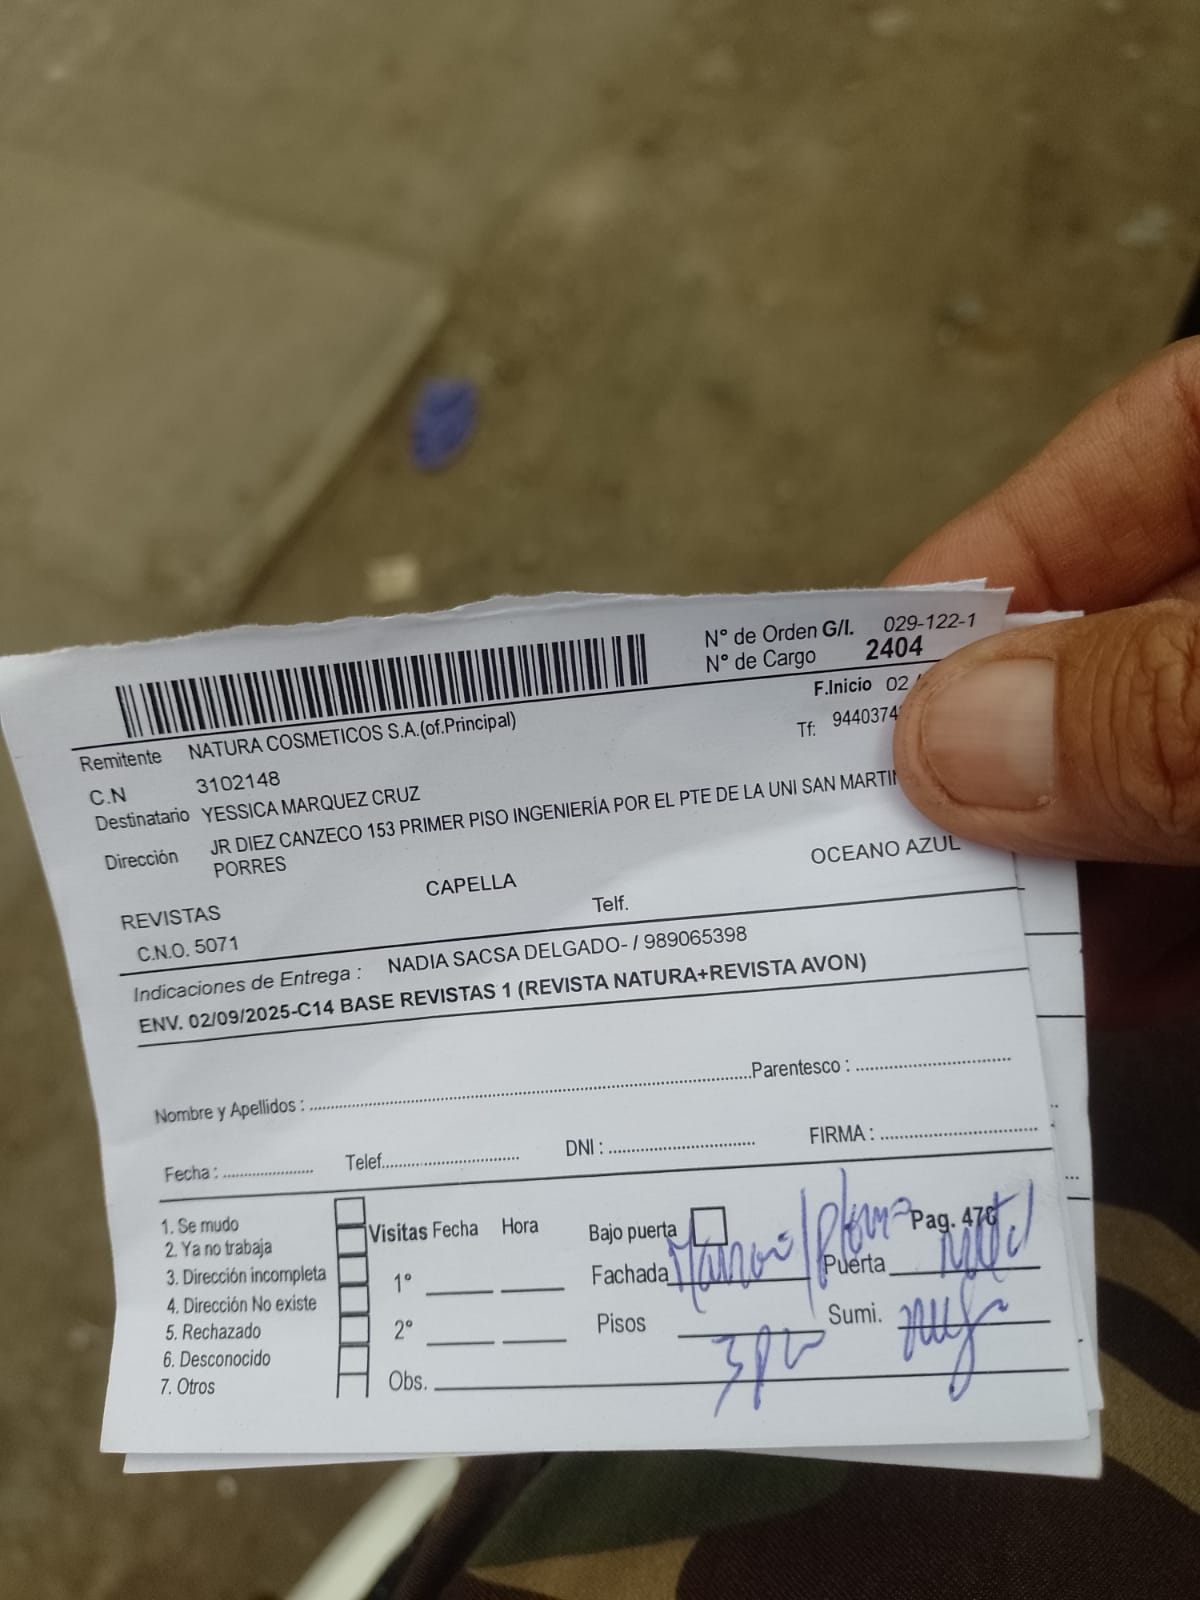 N° de Orden G/I. 029-122-1
N° de Cargo 2404
F.Inicio 02
Remitente NATURA COSMETICOS S.A.(of.Principal)
Tf: 9440374
C.N 3102148
Destinatario YESSICA MARQUEZ CRUZ
Dirección JR DIEZ CANZECO 153 PRIMER PISO INGENIERÍA POR EL PTE DE LA UNI SAN MARTI
PORRES
REVISTAS CAPELLA OCEANO AZUL
C.N.O. 5071 Telf.
Indicaciones de Entrega : NADIA SACSA DELGADO- / 989065398
ENV. 02/09/2025-C14 BASE REVISTAS 1 (REVISTA NATURA+REVISTA AVON)
Nombre y Apellidos : Parentesco :
Fecha : Telef. DNI : FIRMA :
1. Se mudo
2. Ya no trabaja
3. Dirección incompleta
4. Dirección No existe
5. Rechazado
6. Desconocido
7. Otros
Visitas Fecha Hora
1°
2°
Obs.
Bajo puerta Pag. 476
Fachada Puerta
Pisos Sumi.